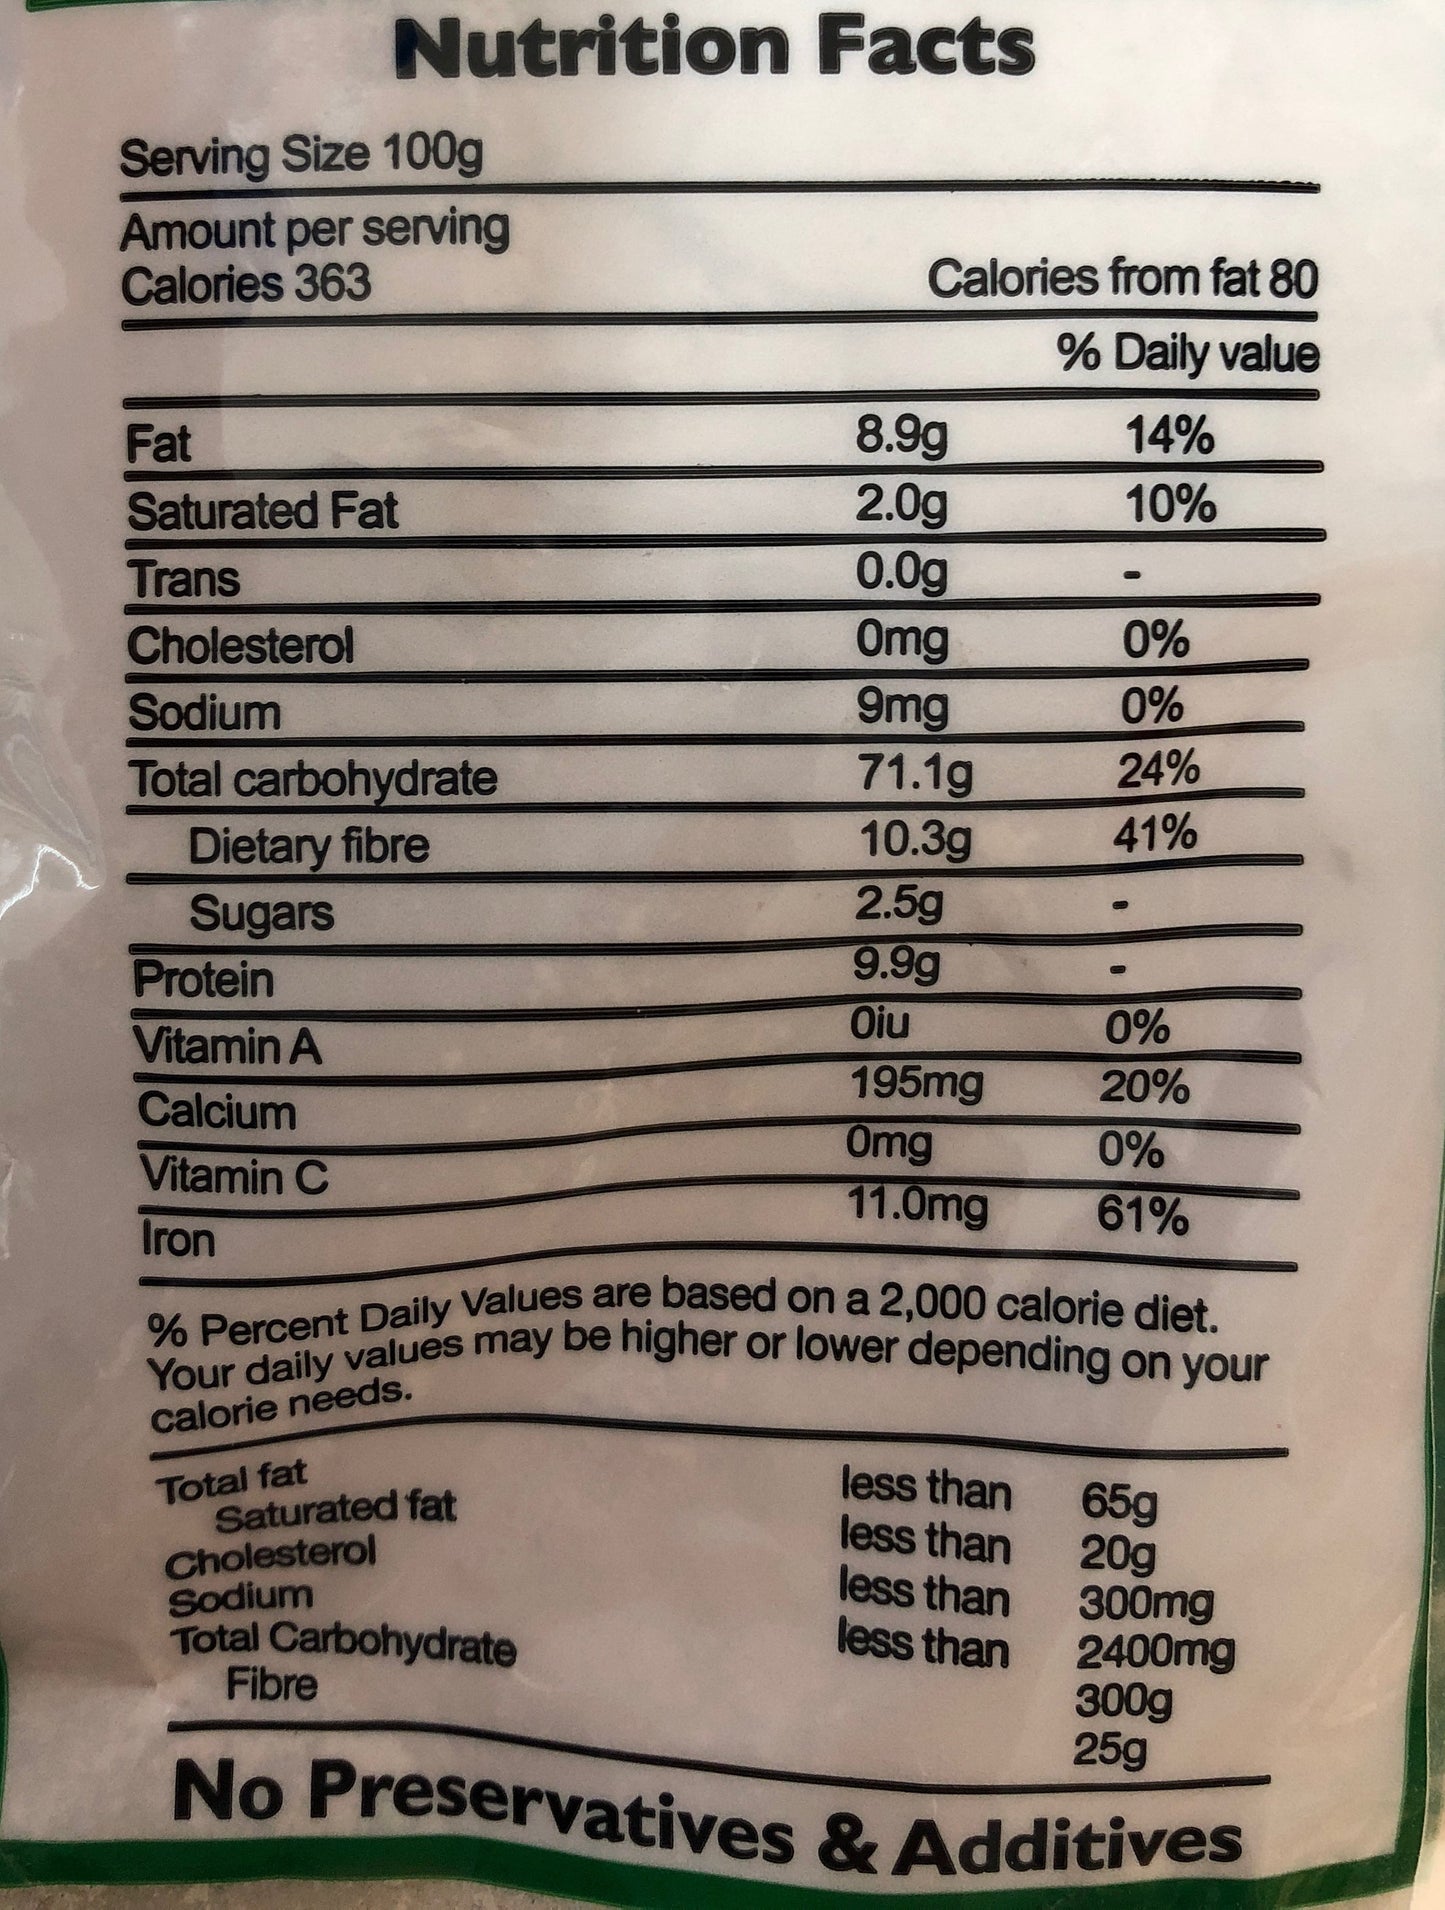 Nutrition Facts
Serving Size 100g
Amount per serving
Calories 363 Calories from fat 80
% Daily value
Fat 8.9g 14%
Saturated Fat 2.0g 10%
Trans 0.0g -
Cholesterol 0mg 0%
Sodium 9mg 0%
Total carbohydrate 71.1g 24%
Dietary fibre 10.3g 41%
Sugars 2.5g -
Protein 9.9g -
Vitamin A 0iu 0%
Calcium 195mg 20%
Vitamin C 0mg 0%
Iron 11.0mg 61%
% Percent Daily Values are based on a 2,000 calorie diet.
Your daily values may be higher or lower depending on your
calorie needs.
Total fat less than 65g
Saturated fat less than 20g
Cholesterol less than 300mg
Sodium less than 2400mg
Total Carbohydrate 300g
Fibre 25g
No Preservatives & Additives